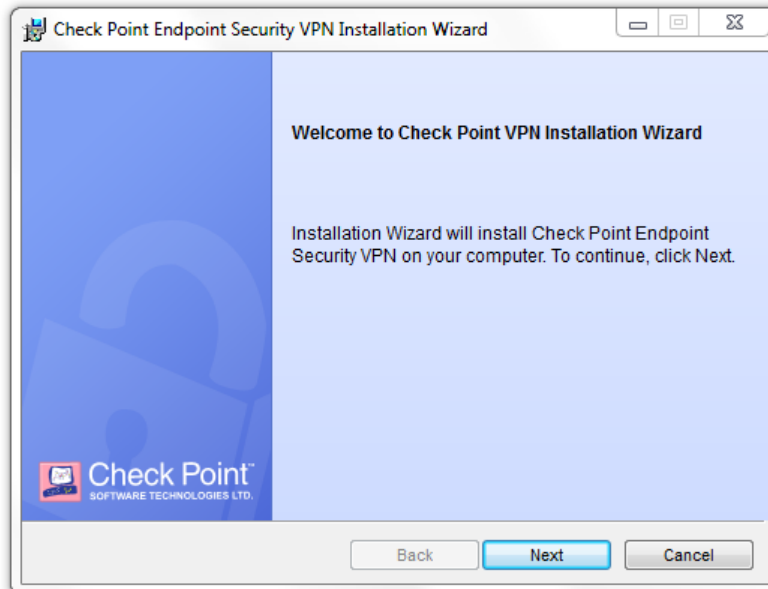 Check Point Endpoint Security VPN Installation Wizard
Welcome to Check Point VPN Installation Wizard
Installation Wizard will install Check Point Endpoint
Security VPN on your computer. To continue, click Next.
Check Point™
SOFTWARE TECHNOLOGIES LTD.
Back
Next
Cancel